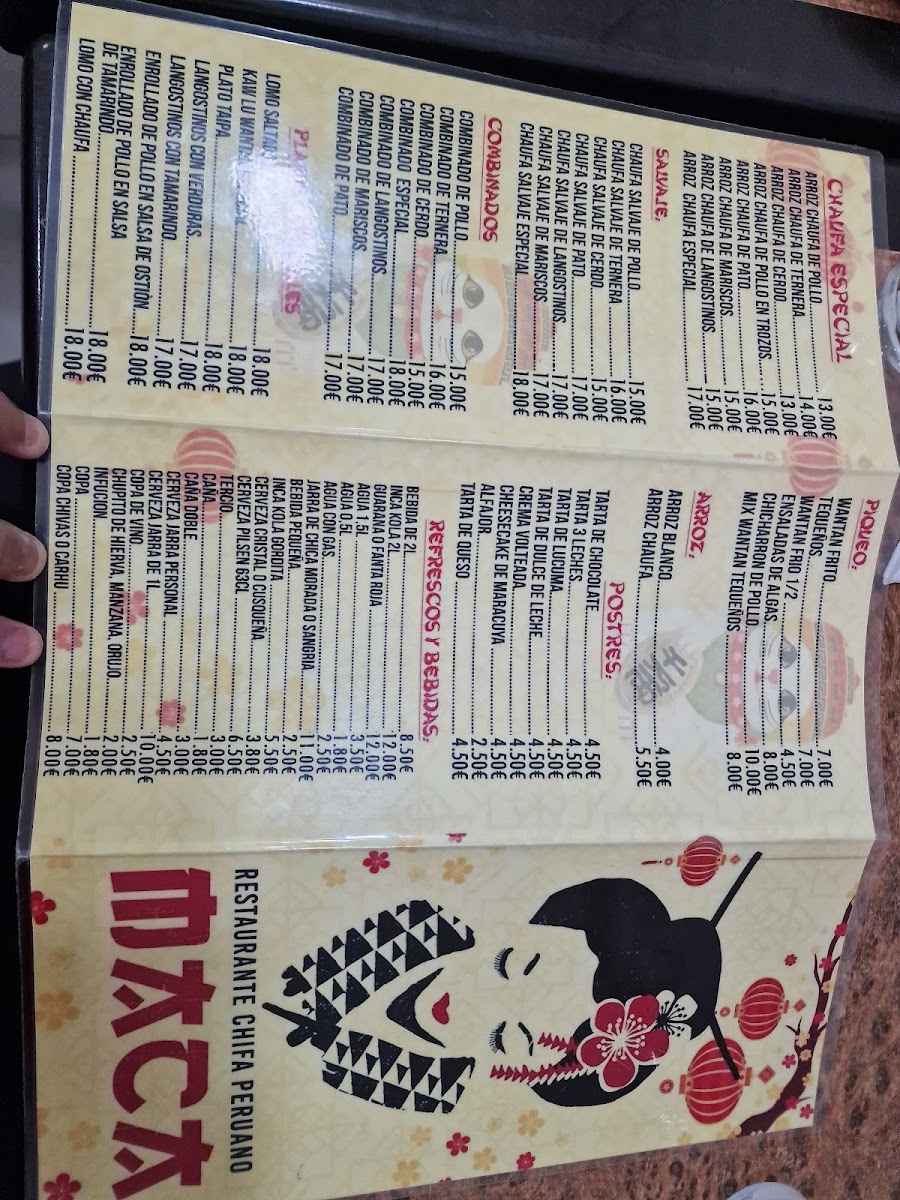 CHAUFA ESPECIAL
ARROZ CHAUFA DE POLLO 13.00€
ARROZ CHAUFA DE TERNERA 14.00€
ARROZ CHAUFA DE CERDO 13.00€
ARROZ CHAUFA DE POLLO EN TROZOS 15.00€
ARROZ CHAUFA DE PATO 16.00€
ARROZ CHAUFA DE MARISCOS 15.00€
ARROZ CHAUFA DE LANGOSTINOS 15.00€
ARROZ CHAUFA ESPECIAL 17.00€
SALVAJE.
CHAUFA SALVAJE DE POLLO 15.00€
CHAUFA SALVAJE DE TERNERA 16.00€
CHAUFA SALVAJE DE CERDO 15.00€
CHAUFA SALVAJE DE PATO 17.00€
CHAUFA SALVAJE DE LANGOSTINOS 17.00€
CHAUFA SALVAJE DE MARISCOS 17.00€
CHAUFA SALVAJE ESPECIAL 18.00€
COMBINADOS
COMBINADO DE POLLO 15.00€
COMBINADO DE TERNERA 16.00€
COMBINADO DE CERDO 15.00€
COMBINADO ESPECIAL 18.00€
COMBINADO DE LANGOSTINOS 17.00€
COMBINADO DE MARISCOS 17.00€
COMBINADO DE PATO 17.00€
LOMO SALTADO 18.00€
KAM LU WANTAN 18.00€
PLATO TAIPA 18.00€
LANGOSTINOS CON VERDURAS 17.00€
LANGOSTINOS CON TAMARINDO 17.00€
ENROLLADO DE POLLO EN SALSA DE OSTIÓN 18.00€
ENROLLADO DE POLLO EN SALSA
DE TAMARINDO 18.00€
LOMO CON CHAUFA 18.00€
PIQUEO.
WANTAN FRITO 7.00€
TEQUEÑOS 7.00€
WANTAN FRIO 1/2 4.50€
ENSALADAS DE ALGAS 8.00€
CHICHARRON DE POLLO 10.00€
MIX WANTAN TEQUEÑOS 8.00€
ARROZ.
ARROZ BLANCO 4.00€
ARROZ CHAUFA 5.50€
POSTRES.
TARTA DE CHOCOLATE 4.50€
TARTA 3 LECHES 4.50€
TARTA DE LUCUMA 4.50€
TARTA DE DULCE DE LECHE 4.50€
CREMA VOLTEADA 4.50€
CHEESECAKE DE MARACUYA 4.50€
ALFAJOR 2.50€
TARTA DE QUESO 4.50€
REFRESCOS Y BEBIDAS.
BEBIDA DE 2L 8.50€
INCA KOLA 2L 12.00€
GUARANA O FANTA ROJA 12.00€
AGUA 1.5L 3.50€
AGUA 0.5L 1.80€
AGUA CON GAS 2.50€
JARRA DE CHICA MORADA O SANGRIA 11.00€
BEBIDA PEQUEÑA 2.50€
INCA KOLA GORDITA 5.50€
CERVEZA CRISTAL O CUSQUEÑA 3.80€
CERVEZA PILSEN 63CL 6.50€
TERCIO 3.00€
CAÑA 1.80€
CAÑA DOBLE 3.00€
CERVEZA JARRA PERSONAL 4.50€
CERVEZA JARRA DE 1L 10.00€
COPA DE VINO 2.50€
CHUPITO DE HIERVA, MANZANA, ORUJO 2.00€
INFUCION 1.80€
COPA 7.00€
COPA CHIVAS O CARHU 8.00€
RESTAURANTE CHIFA PERUANO
MACA